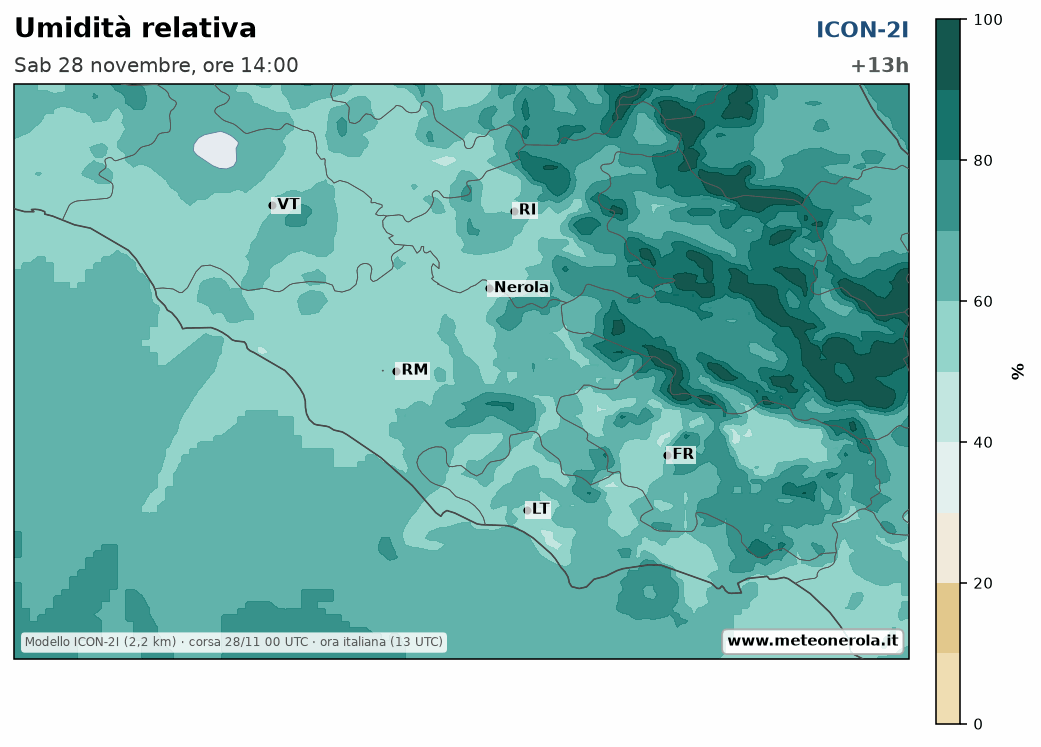 Umidità relativa
ICON-2I
Sab 28 novembre, ore 14:00
+13h
100
80
60
40
20
0
%
VT
RI
Nerola
RM
FR
LT
Modello ICON-2I (2,2 km) · corsa 28/11 00 UTC · ora italiana (13 UTC)
www.meteonerola.it